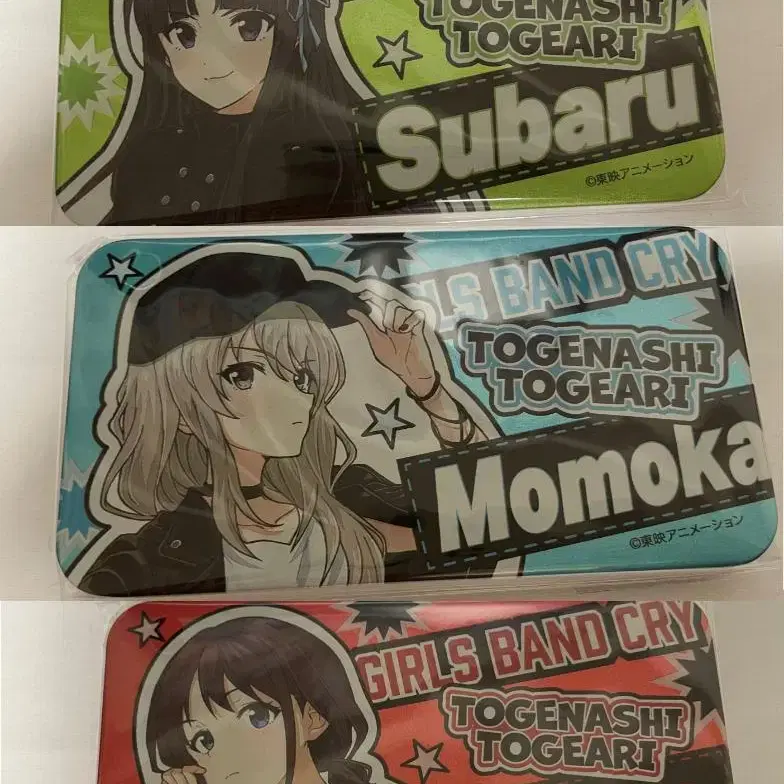 TOGENASHI
TOGEARI
Subaru
©東映アニメーション
GIRLS BAND CRY
TOGENASHI
TOGEARI
Momoka
©東映アニメーション
GIRLS BAND CRY
TOGENASHI
TOGEARI